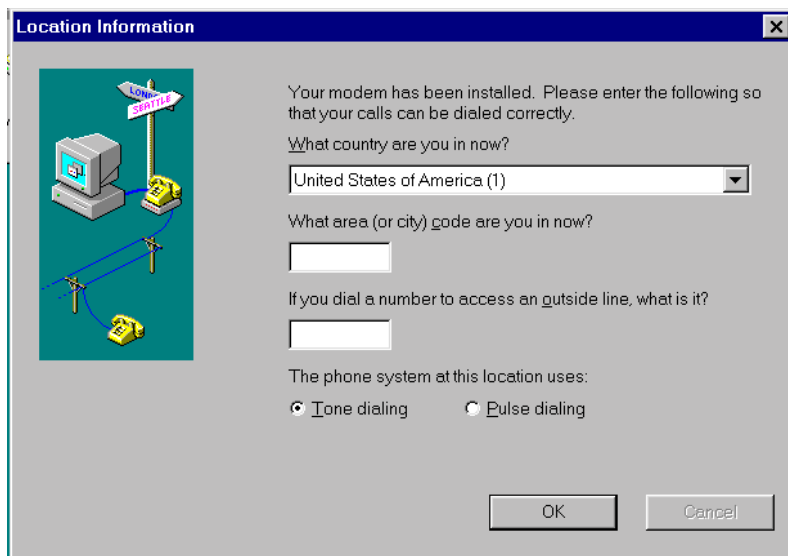 Location Information
LONDO
SEATTLE
Your modem has been installed. Please enter the following so
that your calls can be dialed correctly.
What country are you in now?
United States of America (1)
What area (or city) code are you in now?
If you dial a number to access an outside line, what is it?
The phone system at this location uses:
Tone dialing
Pulse dialing
OK
Cancel